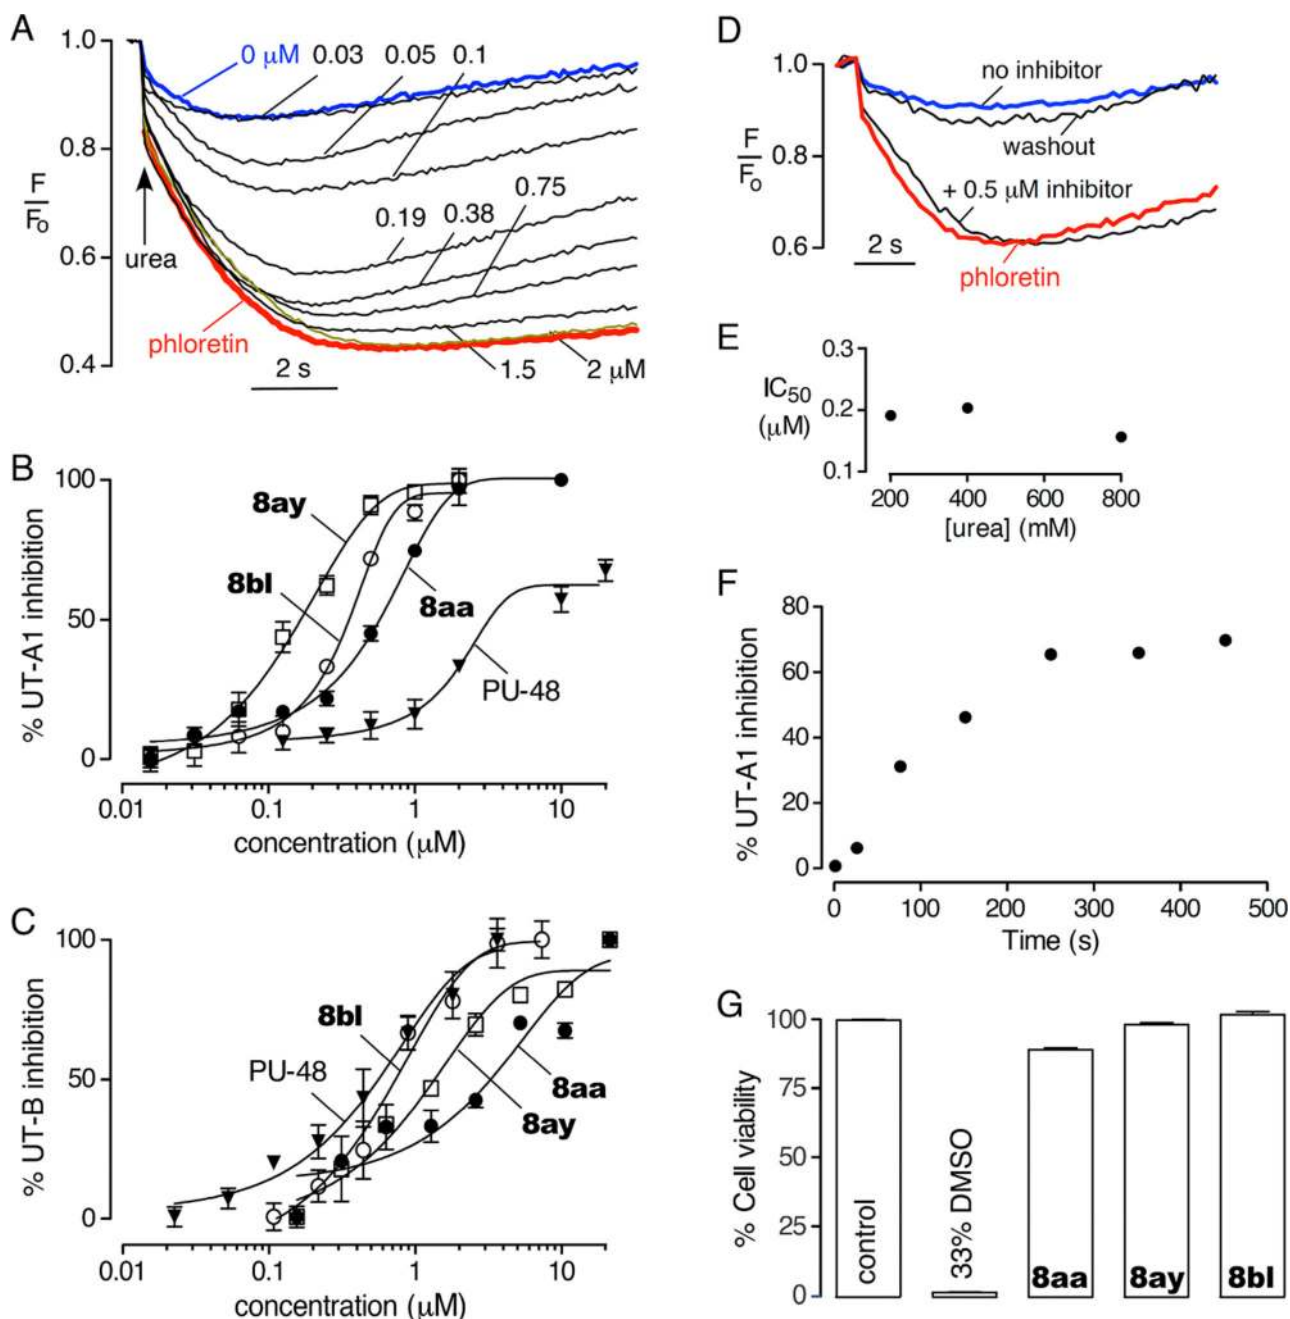 A
1.0
0.8
0.6
0.4
F
Fo
0 μM
0.03
0.05
0.1
0.19
0.38
0.75
1.5
2 μM
urea
phloretin
2 s
B
100
50
0
% UT-A1 inhibition
8ay
8bl
8aa
PU-48
0.01
0.1
1
10
concentration (μM)
C
100
50
0
% UT-B inhibition
PU-48
8bl
8aa
8ay
0.01
0.1
1
10
concentration (μM)
D
1.0
0.8
0.6
F
Fo
no inhibitor
washout
+ 0.5 μM inhibitor
phloretin
2 s
E
IC50
(μM)
0.3
0.2
0.1
200
400
600
800
[urea] (mM)
F
80
60
40
20
0
% UT-A1 inhibition
0
100
200
300
400
500
Time (s)
G
100
75
50
25
0
% Cell viability
control
33% DMSO
8aa
8ay
8bl